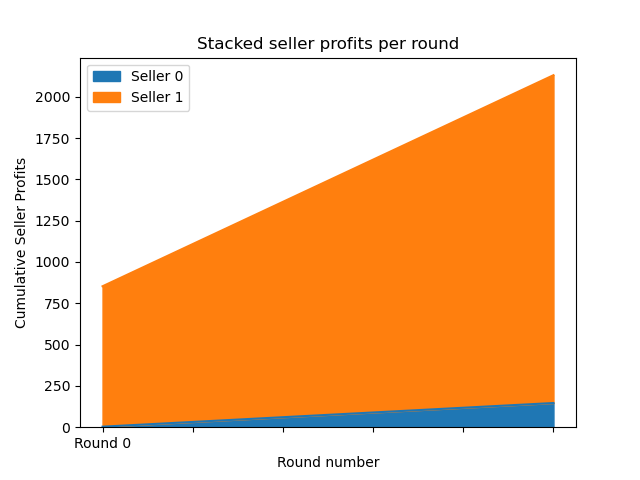 Stacked seller profits per round
Seller 0
Seller 1
2000
1750
1500
1250
1000
750
500
250
0
Cumulative Seller Profits
Round 0
Round number